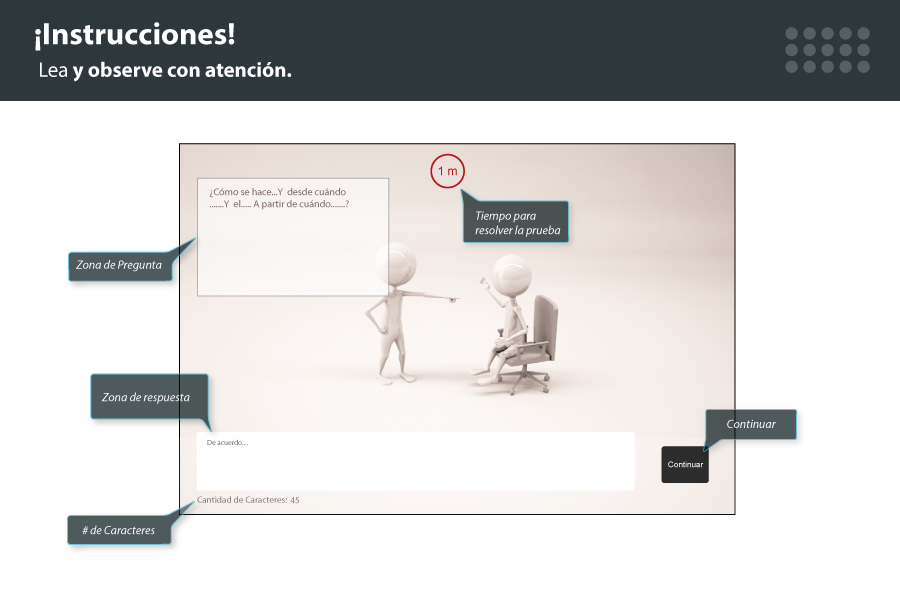 ¡Instrucciones!
Lea y observe con atención.
1 m
¿Cómo se hace...Y desde cuándo
.......Y el..... A partir de cuándo.......?
Tiempo para
resolver la prueba
Zona de Pregunta
Zona de respuesta
De acuerdo....
Continuar
Continuar
Cantidad de Caracteres: 45
# de Caracteres